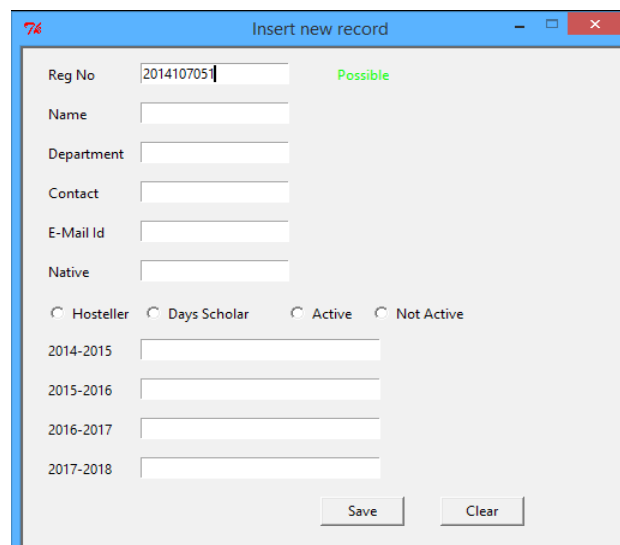 Insert new record
Reg No 2014107051 Possible
Name
Department
Contact
E-Mail Id
Native
Hosteller Days Scholar Active Not Active
2014-2015
2015-2016
2016-2017
2017-2018
Save Clear